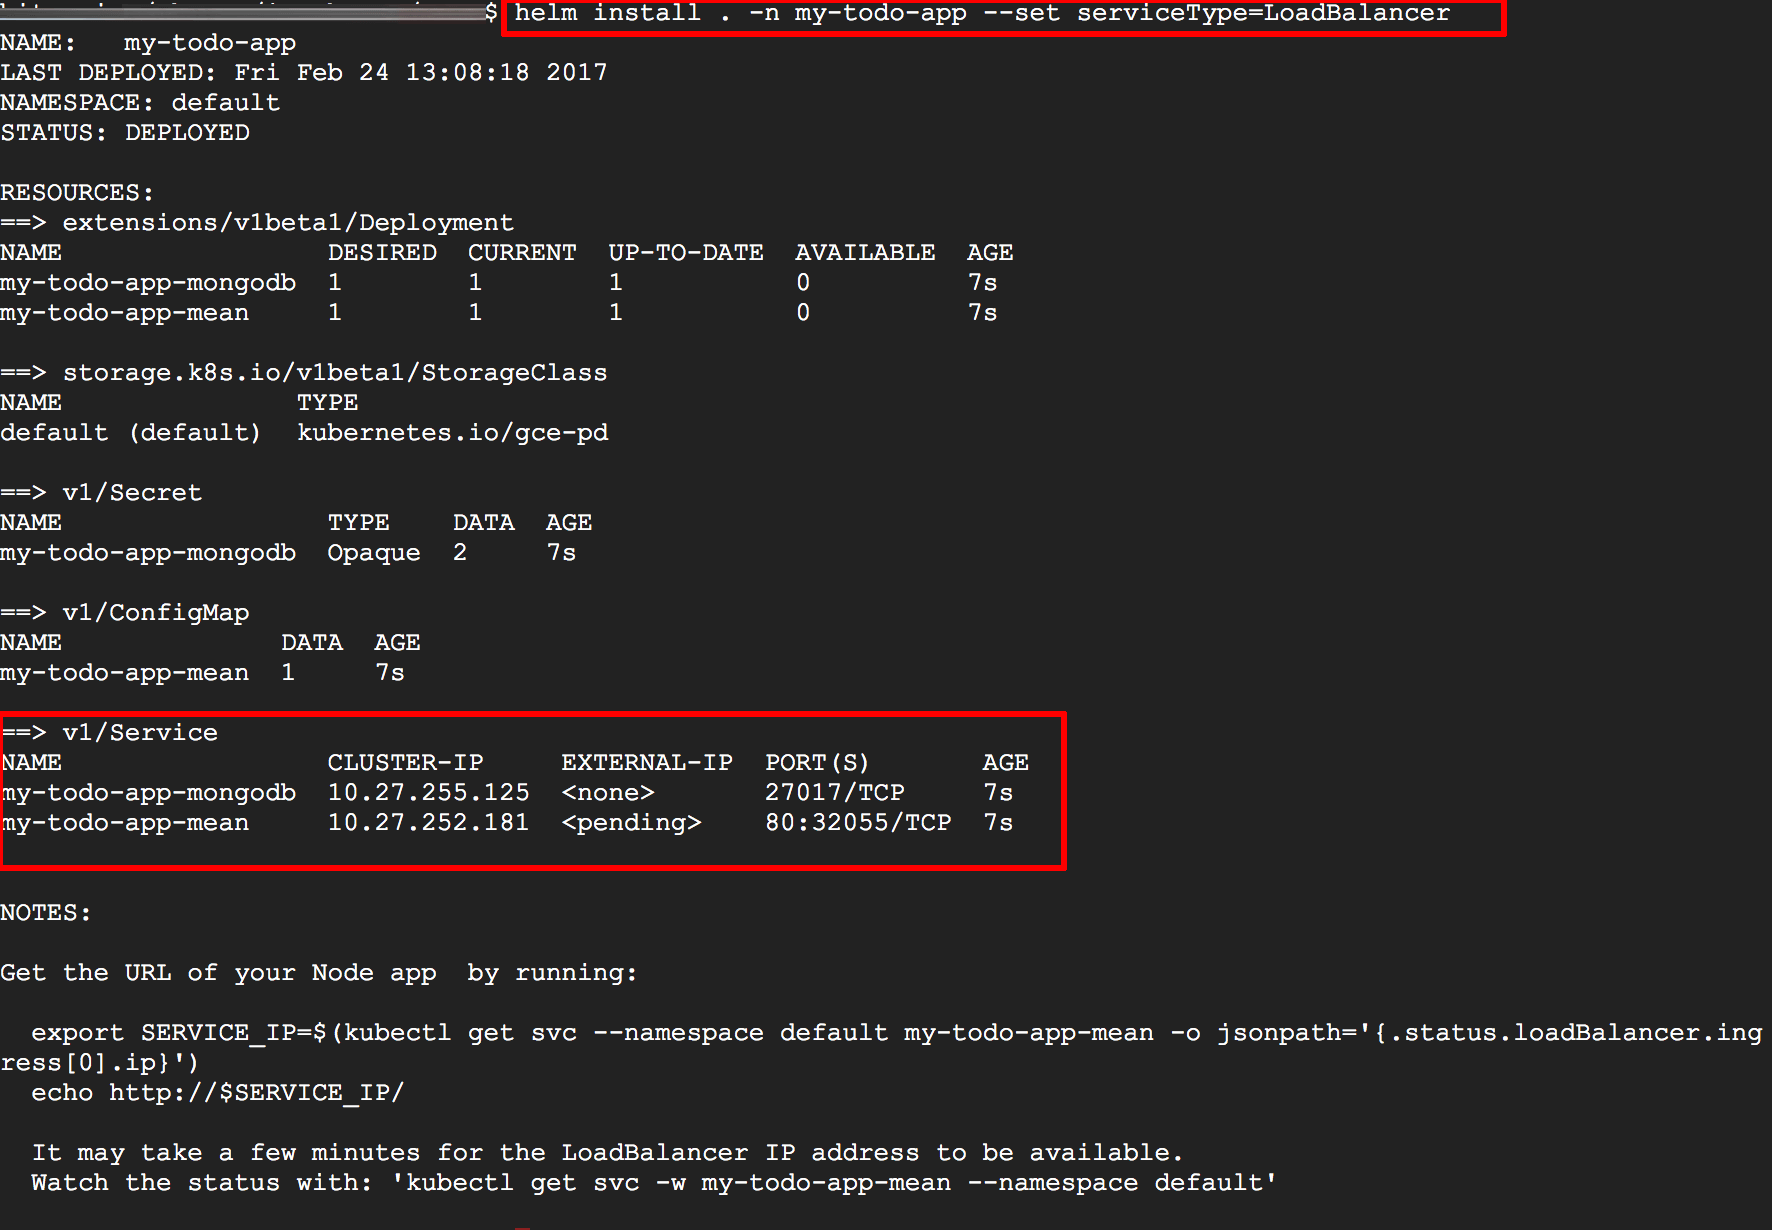 $ helm install . -n my-todo-app --set serviceType=LoadBalancer
NAME:   my-todo-app
LAST DEPLOYED: Fri Feb 24 13:08:18 2017
NAMESPACE: default
STATUS: DEPLOYED
RESOURCES:
==> extensions/v1beta1/Deployment
NAME                 DESIRED  CURRENT  UP-TO-DATE  AVAILABLE  AGE
my-todo-app-mongodb  1        1        1           0          7s
my-todo-app-mean     1        1        1           0          7s
==> storage.k8s.io/v1beta1/StorageClass
NAME               TYPE
default (default)  kubernetes.io/gce-pd
==> v1/Secret
NAME                 TYPE    DATA  AGE
my-todo-app-mongodb  Opaque  2     7s
==> v1/ConfigMap
NAME              DATA  AGE
my-todo-app-mean  1     7s
==> v1/Service
NAME                 CLUSTER-IP     EXTERNAL-IP  PORT(S)       AGE
my-todo-app-mongodb  10.27.255.125  <none>       27017/TCP     7s
my-todo-app-mean     10.27.252.181  <pending>    80:32055/TCP  7s
NOTES:
Get the URL of your Node app  by running:
  export SERVICE_IP=$(kubectl get svc --namespace default my-todo-app-mean -o jsonpath='{.status.loadBalancer.ing
ress[0].ip}')
  echo http://$SERVICE_IP/
  It may take a few minutes for the LoadBalancer IP address to be available.
  Watch the status with: 'kubectl get svc -w my-todo-app-mean --namespace default'